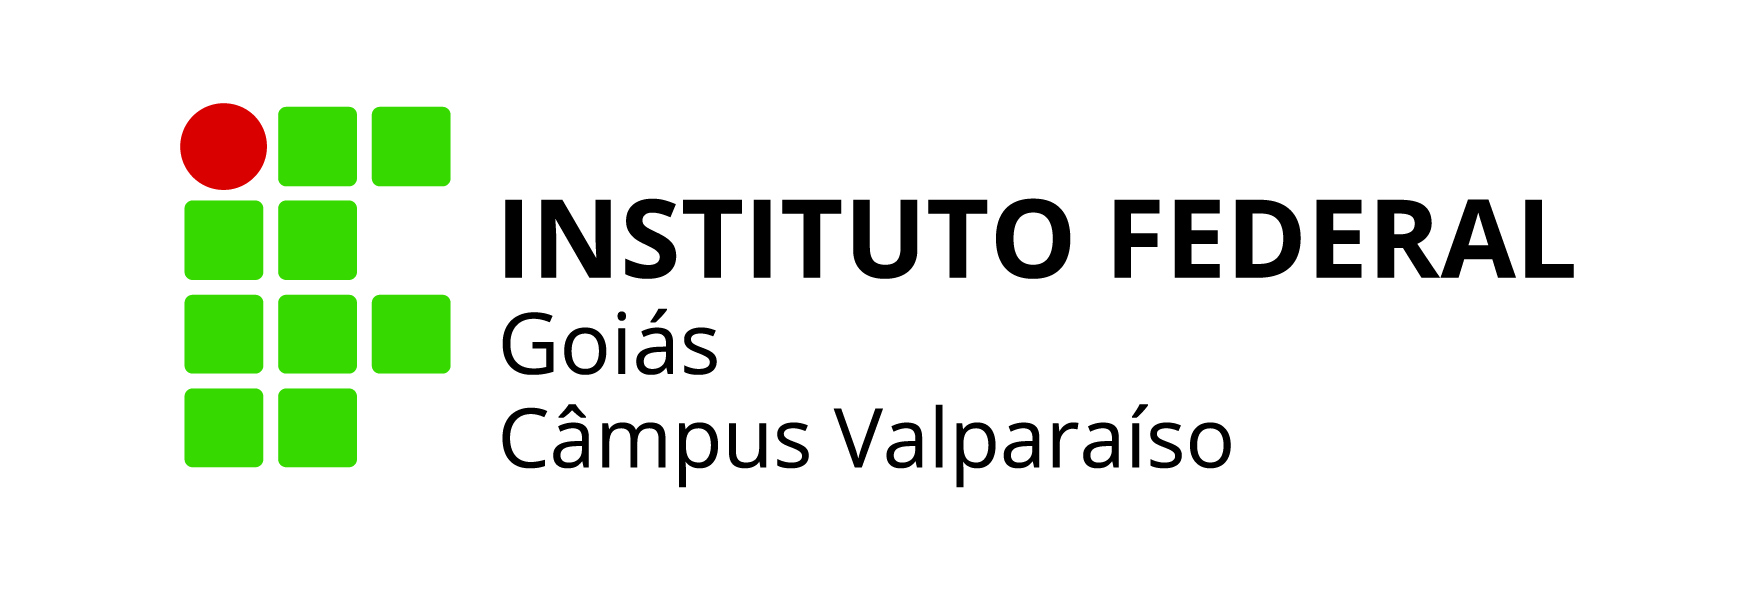 INSTITUTO FEDERAL
Goiás
Câmpus Valparaíso